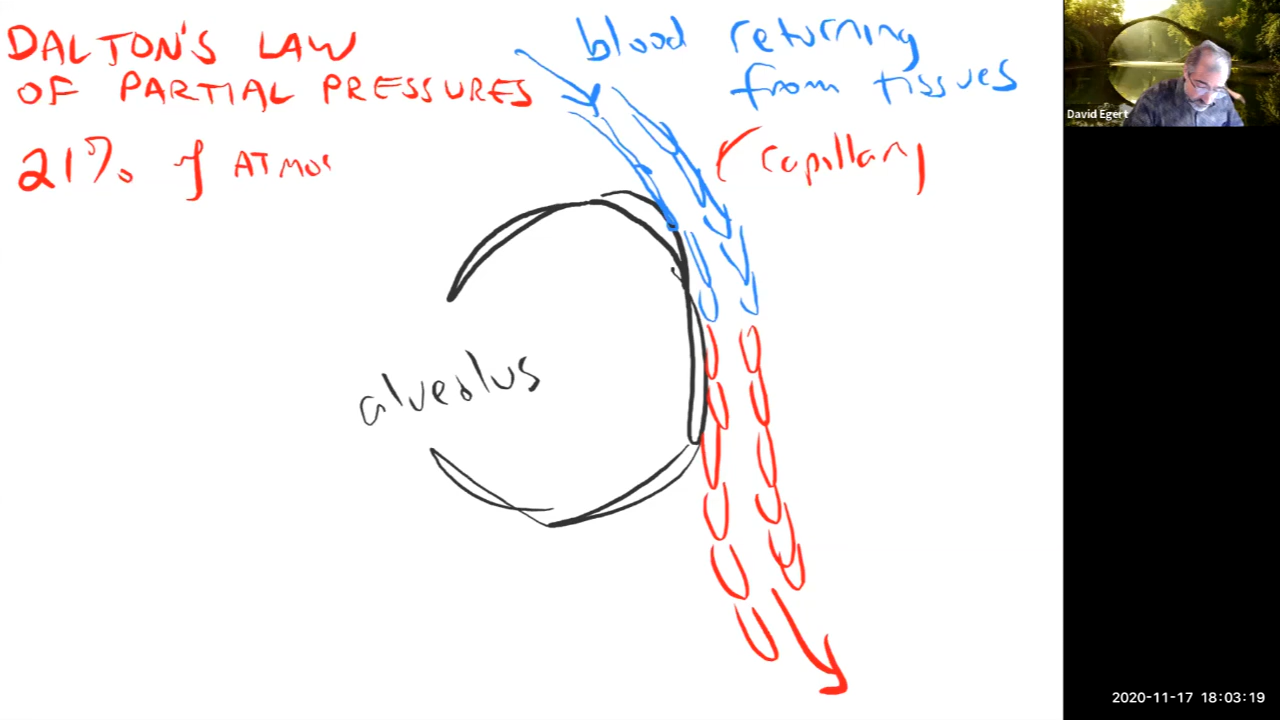 DALTON'S LAW
OF PARTIAL PRESSURES
21% of ATMOS
blood returning
from tissues
capillary
alveolus
David Egert
2020-11-17 18:03:19